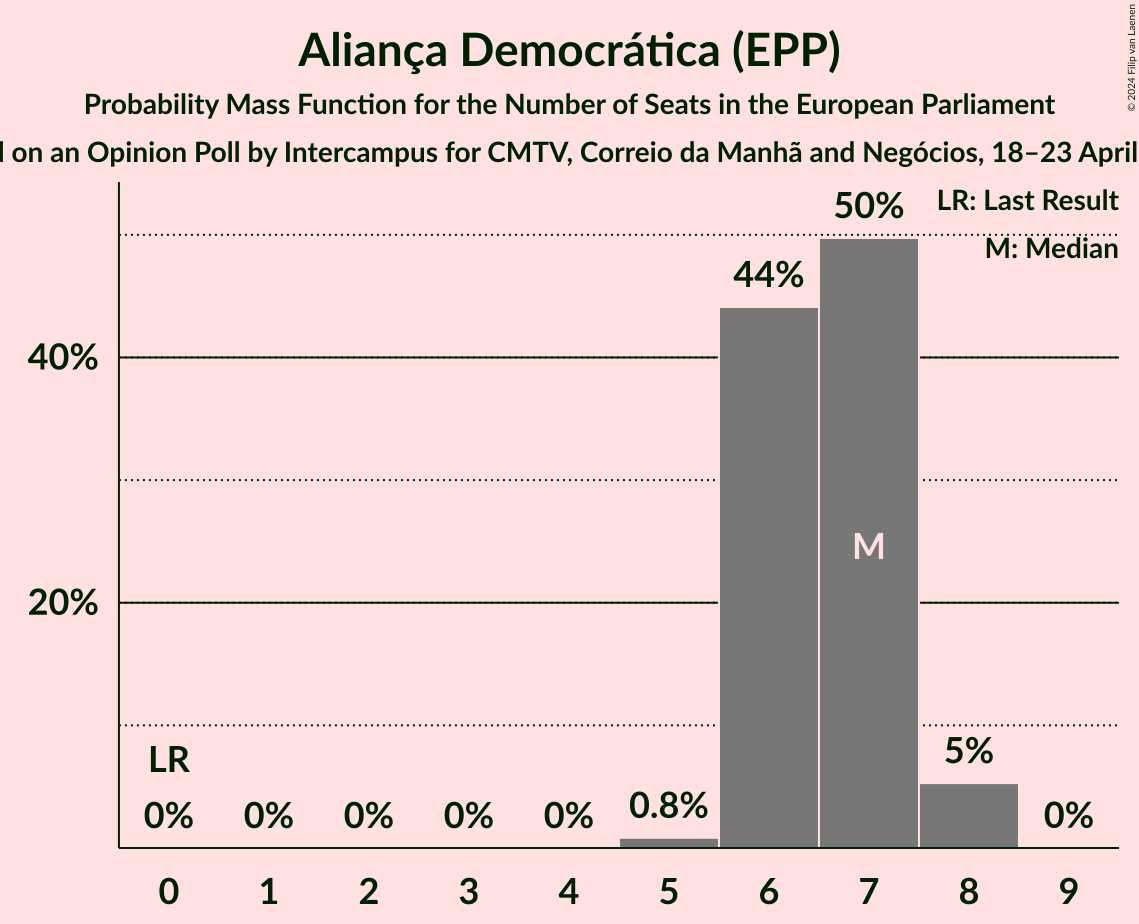 Aliança Democrática (EPP)
Probability Mass Function for the Number of Seats in the European Parliament
on an Opinion Poll by Intercampus for CMTV, Correio da Manhã and Negócios, 18–23 April
© 2024 Filip van Laenen
LR: Last Result
M: Median
50%
44%
40%
M
20%
LR
5%
0% 0% 0% 0% 0% 0.8% 0%
0 1 2 3 4 5 6 7 8 9